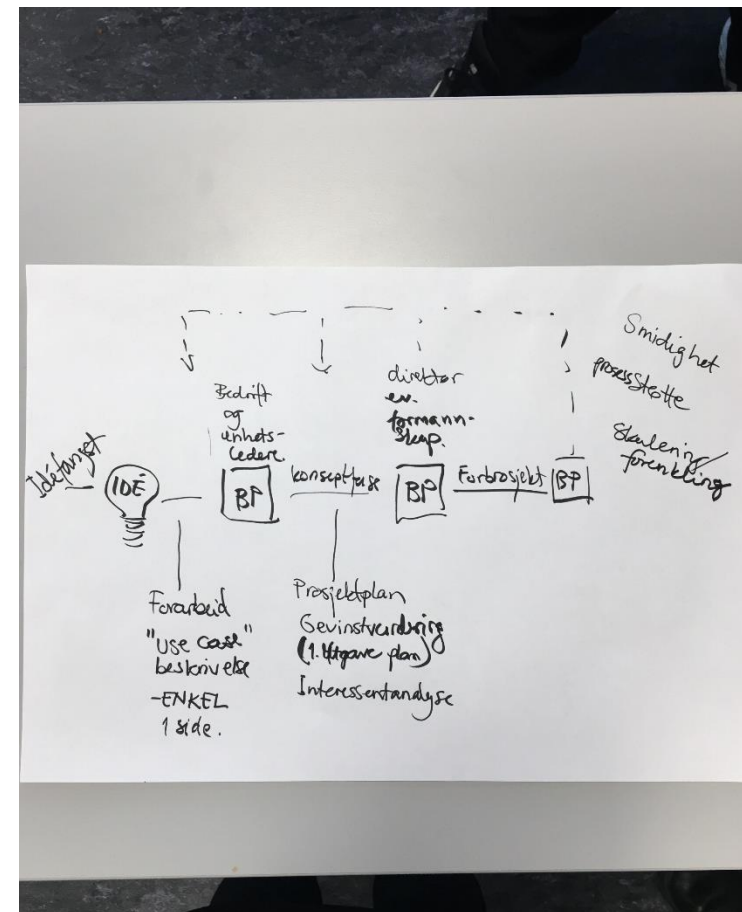 Idéfangst
IDÉ
Bedrift
og
enhets-
ledere
BP
konseptfase
direktør
ev.
formann-
skap.
BP
Forprosjekt
BP
Smidighet
prosesstøtte
Skalering/
forenkling
Forarbeid
"use case"
beskrivelse
-ENKEL
1 side.
Prosjektplan
Gevinstvurdering
(1. Utgave plan)
Interessentanalyse